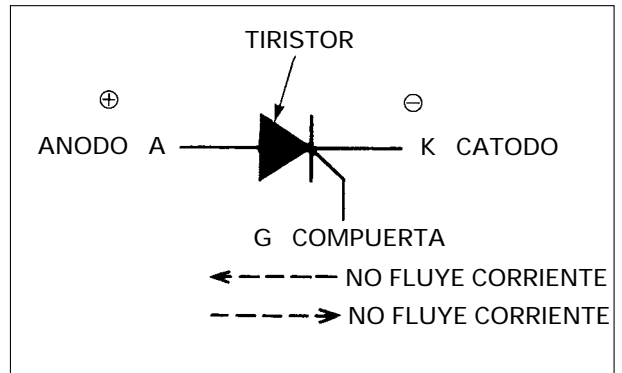 TIRISTOR
⊕ ⊖
ANODO A K CATODO
G COMPUERTA
NO FLUYE CORRIENTE
NO FLUYE CORRIENTE